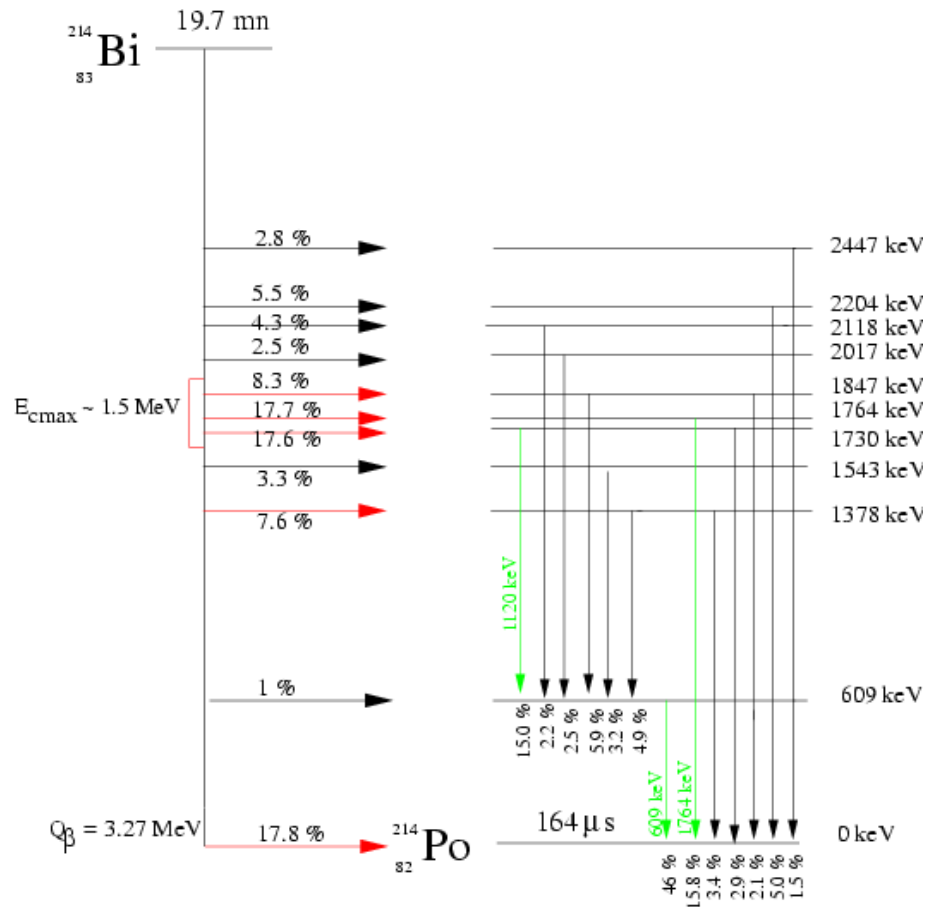 19.7 mn
214
83
Bi
2.8 %
2447 keV
5.5 %
2204 keV
4.3 %
2118 keV
2.5 %
2017 keV
8.3 %
1847 keV
E cmax ~ 1.5 MeV
17.7 %
1764 keV
17.6 %
1730 keV
3.3 %
1543 keV
7.6 %
1378 keV
1120 keV
1 %
609 keV
15.0 %
2.2 %
2.5 %
5.9 %
3.2 %
4.9 %
609 keV
1764 keV
Qβ = 3.27 MeV
17.8 %
214
82
Po
164 μs
0 keV
46 %
15.8 %
3.4 %
2.9 %
2.1 %
5.0 %
1.5 %